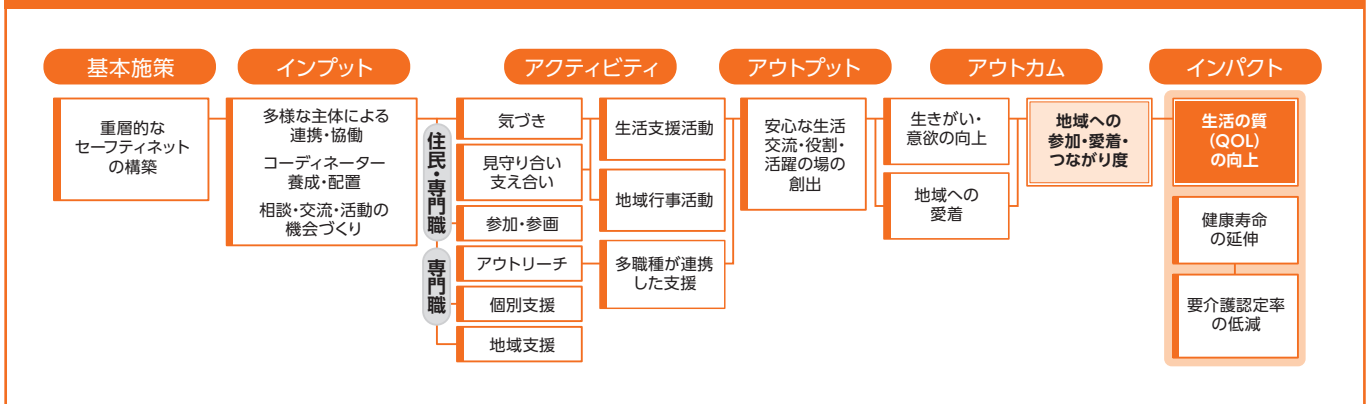 基本施策
インプット
アクティビティ
アウトプット
アウトカム
インパクト
重層的な
セーフティネット
の構築
多様な主体による
連携・協働
コーディネーター
養成・配置
相談・交流・活動の
機会づくり
住民・専門職
専門職
気づき
見守り合い
支え合い
参加・参画
アウトリーチ
個別支援
地域支援
生活支援活動
地域行事活動
多職種が連携
した支援
安心な生活
交流・役割・
活躍の場の
創出
生きがい・
意欲の向上
地域への
愛着
地域への
参加・愛着・
つながり度
生活の質
(QOL)
の向上
健康寿命
の延伸
要介護認定率
の低減